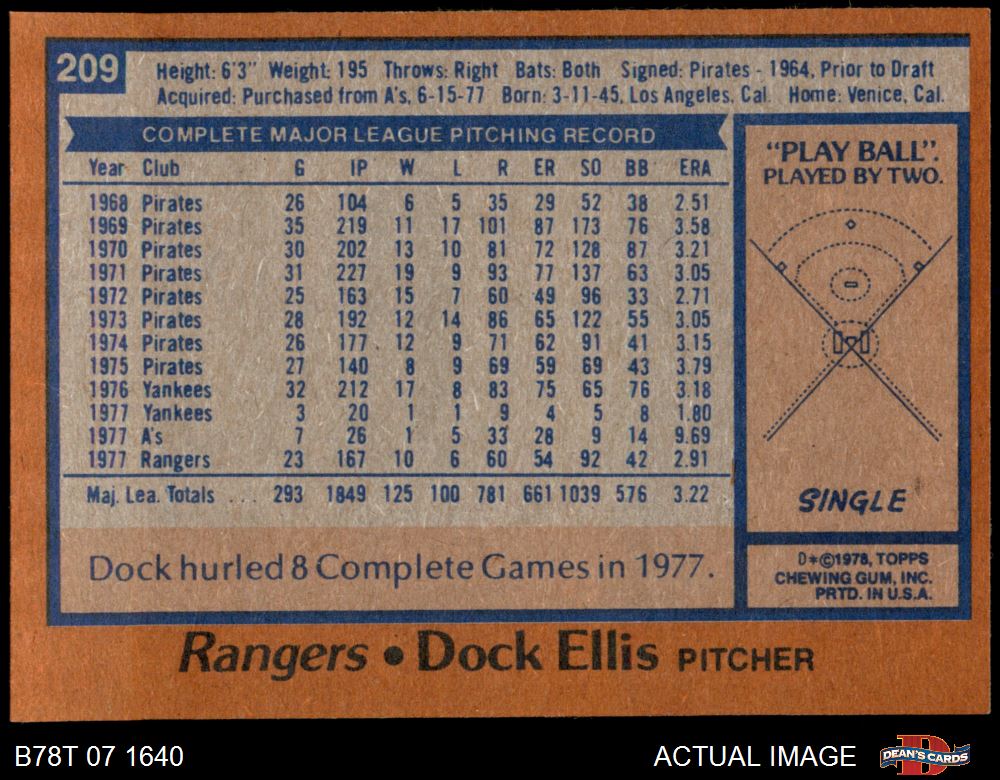 209
Height: 6'3" Weight: 195 Throws: Right Bats: Both Signed: Pirates - 1964, Prior to Draft
Acquired: Purchased from A's, 6-15-77 Born: 3-11-45, Los Angeles, Cal. Home: Venice, Cal.
COMPLETE MAJOR LEAGUE PITCHING RECORD
Year Club G IP W L R ER SO BB ERA
1968 Pirates 26 104 6 5 35 29 52 38 2.51
1969 Pirates 35 219 11 17 101 87 173 76 3.58
1970 Pirates 30 202 13 10 81 72 128 87 3.21
1971 Pirates 31 227 19 9 93 77 137 63 3.05
1972 Pirates 25 163 15 7 60 49 96 33 2.71
1973 Pirates 28 192 12 14 86 65 122 55 3.05
1974 Pirates 26 177 12 9 71 62 91 41 3.15
1975 Pirates 27 140 8 9 69 59 69 43 3.79
1976 Yankees 32 212 17 8 83 75 65 76 3.18
1977 Yankees 3 20 1 1 9 4 5 8 1.80
1977 A's 7 26 1 5 33 28 9 14 9.69
1977 Rangers 23 167 10 6 60 54 92 42 2.91
Maj. Lea. Totals ... 293 1849 125 100 781 661 1039 576 3.22
Dock hurled 8 Complete Games in 1977.
"PLAY BALL".
PLAYED BY TWO.
SINGLE
D*©1978, TOPPS
CHEWING GUM, INC.
PRTD. IN U.S.A.
Rangers • Dock Ellis PITCHER
B78T 07 1640
ACTUAL IMAGE
D
DEAN'S CARDS